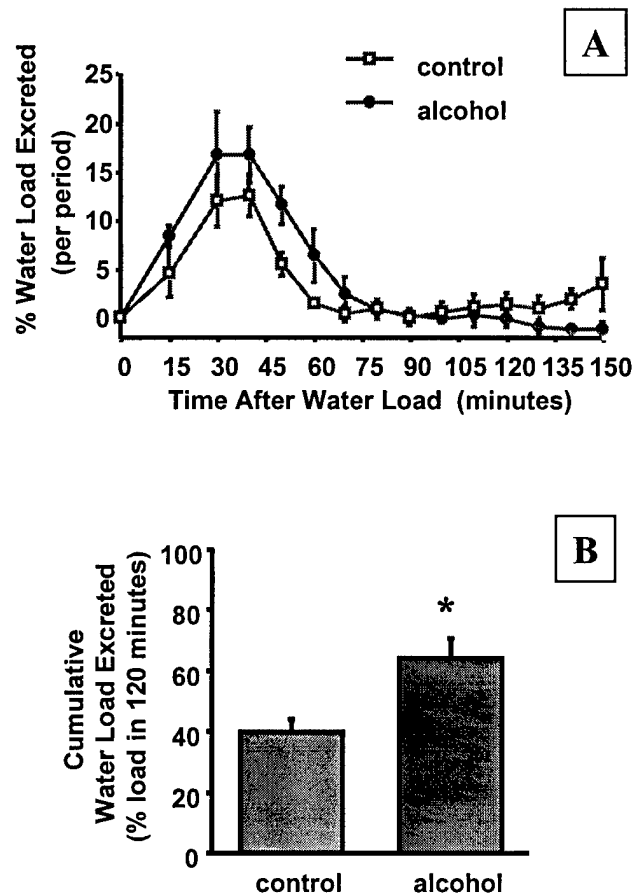 A
control
alcohol
% Water Load Excreted
(per period)
25
20
15
10
5
0
0 15 30 45 60 75 90 105 120 135 150
Time After Water Load (minutes)
B
*
Cumulative
Water Load Excreted
(% load in 120 minutes)
100
80
60
40
20
0
control alcohol